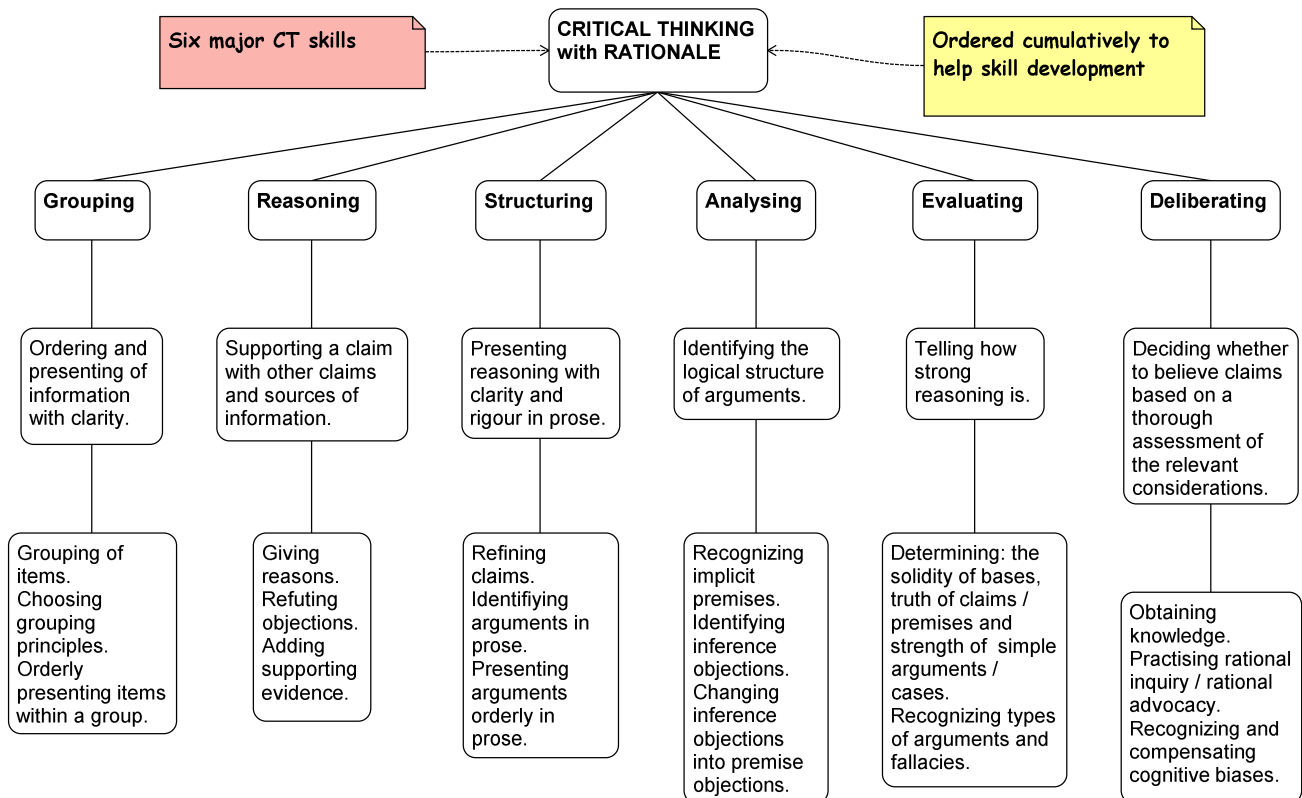 Six major CT skills
CRITICAL THINKING
with RATIONALE
Ordered cumulatively to
help skill development
Grouping
Reasoning
Structuring
Analysing
Evaluating
Deliberating
Ordering and
presenting of
information
with clarity.
Supporting a claim
with other claims
and sources of
information.
Presenting
reasoning with
clarity and
rigour in prose.
Identifying the
logical structure
of arguments.
Telling how
strong
reasoning is.
Deciding whether
to believe claims
based on a
thorough
assessment of
the relevant
considerations.
Grouping of
items.
Choosing
grouping
principles.
Orderly
presenting items
within a group.
Giving
reasons.
Refuting
objections.
Adding
supporting
evidence.
Refining
claims.
Identifiying
arguments in
prose.
Presenting
arguments
orderly in
prose.
Recognizing
implicit
premises.
Identifying
inference
objections.
Changing
inference
objections
into premise
objections.
Determining: the
solidity of bases,
truth of claims /
premises and
strength of simple
arguments /
cases.
Recognizing types
of arguments and
fallacies.
Obtaining
knowledge.
Practising rational
inquiry / rational
advocacy.
Recognizing and
compensating
cognitive biases.